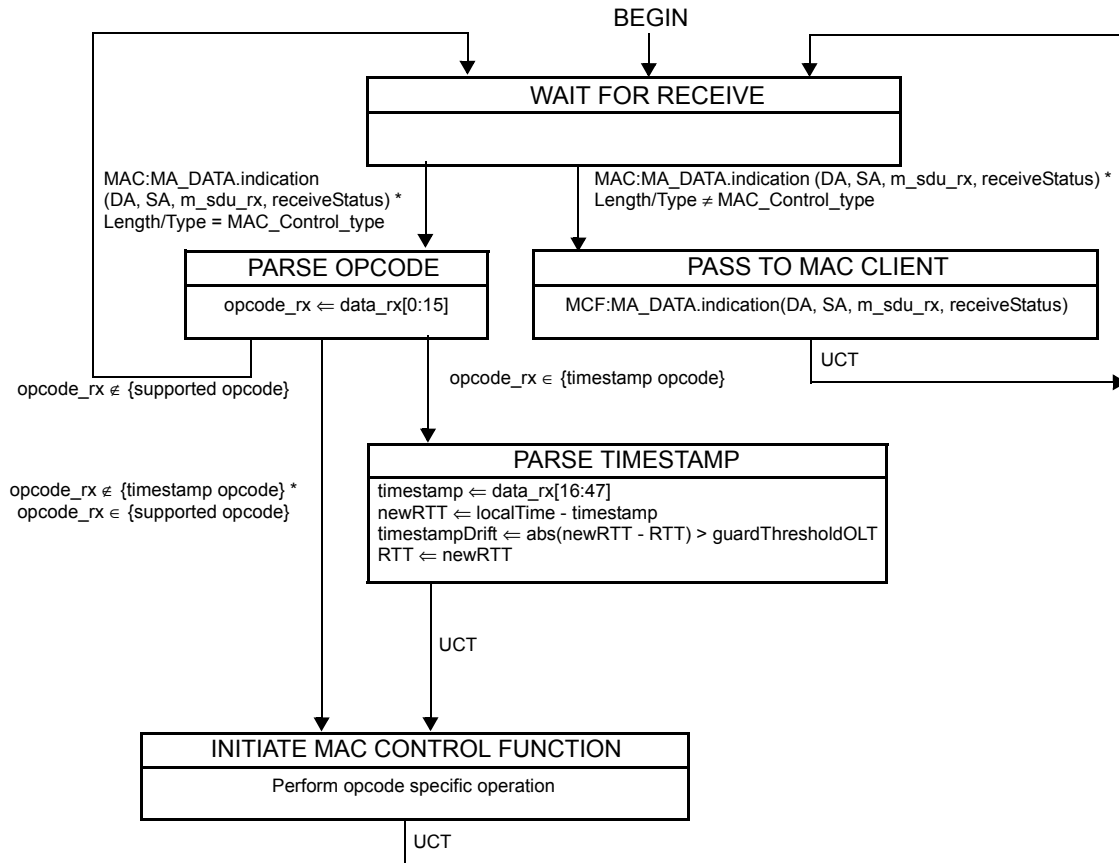 BEGIN
WAIT FOR RECEIVE
MAC:MA_DATA.indication
(DA, SA, m_sdu_rx, receiveStatus) *
Length/Type = MAC_Control_type
MAC:MA_DATA.indication (DA, SA, m_sdu_rx, receiveStatus) *
Length/Type ≠ MAC_Control_type
PARSE OPCODE
opcode_rx ⇐ data_rx[0:15]
PASS TO MAC CLIENT
MCF:MA_DATA.indication(DA, SA, m_sdu_rx, receiveStatus)
UCT
opcode_rx ∉ {supported opcode}
opcode_rx ∈ {timestamp opcode}
opcode_rx ∉ {timestamp opcode} *
opcode_rx ∈ {supported opcode}
PARSE TIMESTAMP
timestamp ⇐ data_rx[16:47]
newRTT ⇐ localTime - timestamp
timestampDrift ⇐ abs(newRTT - RTT) > guardThresholdOLT
RTT ⇐ newRTT
UCT
INITIATE MAC CONTROL FUNCTION
Perform opcode specific operation
UCT